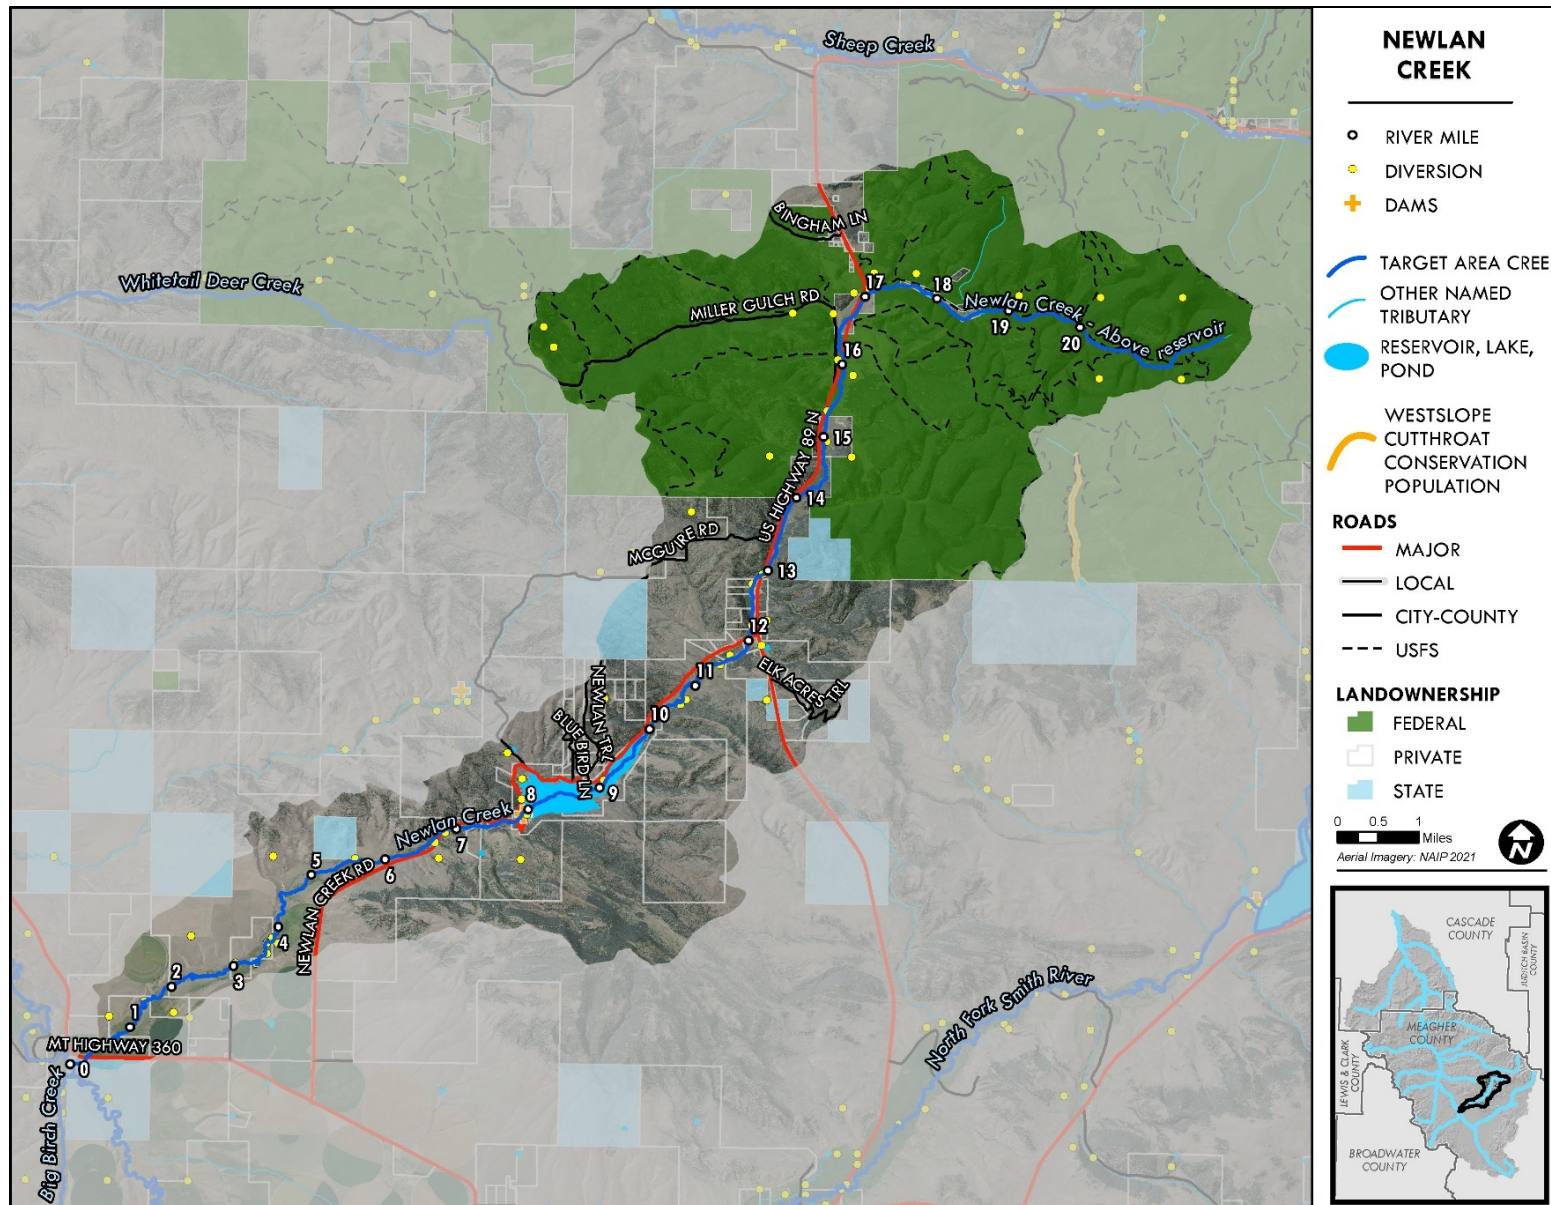 Sheep Creek
Whitetail Deer Creek
BINGHAM LN
MILLER GULCH RD
17
18
Newlan Creek - Above reservoir
19
20
16
US HIGHWAY 89 N
15
14
MCGUIRE RD
13
12
ELK ACRES TRL
11
NEWLAN TRL
BLUE BIRD LN
10
9
8
Newlan Creek
7
6
5
NEWLAN CREEK RD
4
3
2
1
MT HIGHWAY 360
0
Big Birch Creek
North Fork Smith River
NEWLAN
CREEK
RIVER MILE
DIVERSION
DAMS
TARGET AREA CREE
OTHER NAMED
TRIBUTARY
RESERVOIR, LAKE,
POND
WESTSLOPE
CUTTHROAT
CONSERVATION
POPULATION
ROADS
MAJOR
LOCAL
CITY-COUNTY
USFS
LANDOWNERSHIP
FEDERAL
PRIVATE
STATE
0 0.5 1
Miles
Aerial Imagery: NAIP 2021
N
CASCADE
COUNTY
JUDITH BASIN
COUNTY
MEAGHER
COUNTY
LEWIS & CLARK
COUNTY
BROADWATER
COUNTY